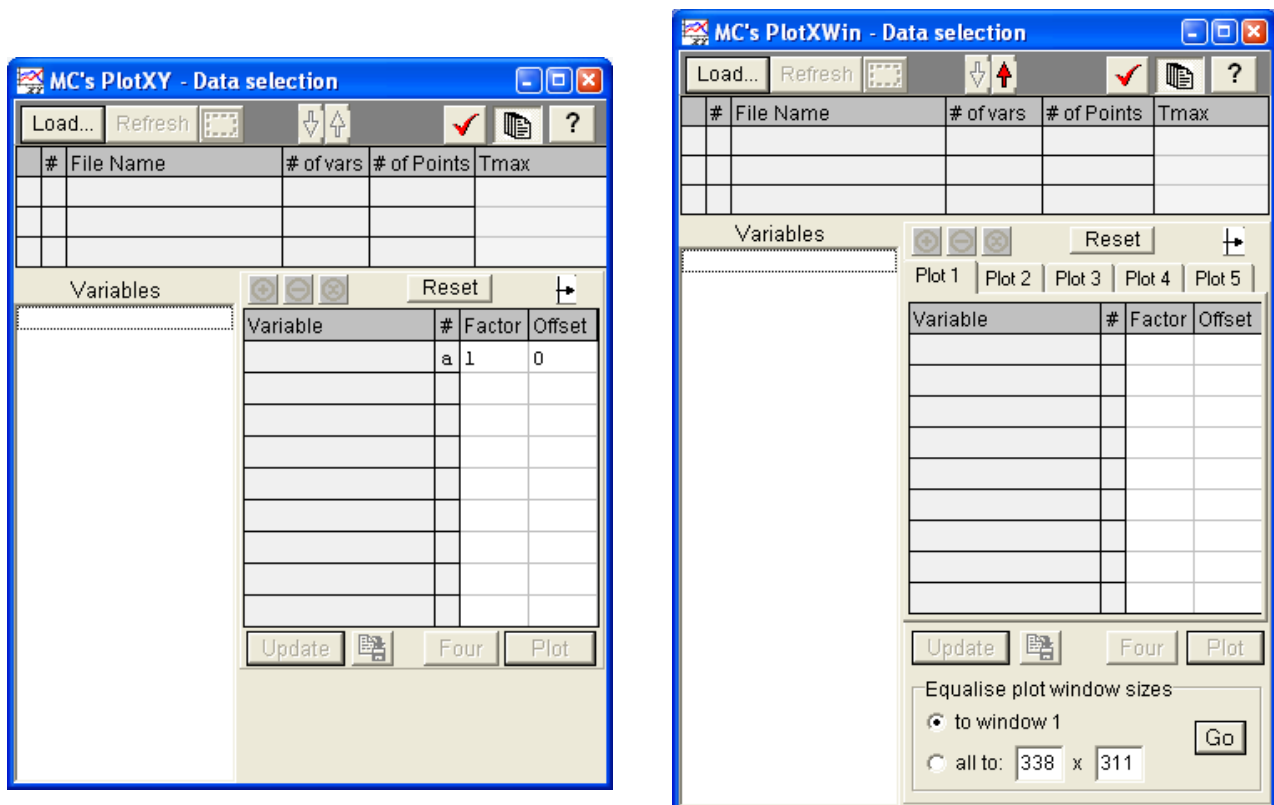 MC's PlotXY - Data selection
Load... Refresh ?
# File Name # of vars # of Points Tmax
Variables
Reset
Variable # Factor Offset
a 1 0
Update Four Plot
MC's PlotXWin - Data selection
Load... Refresh ?
# File Name # of vars # of Points Tmax
Variables
Reset
Plot 1 Plot 2 Plot 3 Plot 4 Plot 5
Variable # Factor Offset
Update Four Plot
Equalise plot window sizes
to window 1
all to: 338 x 311
Go